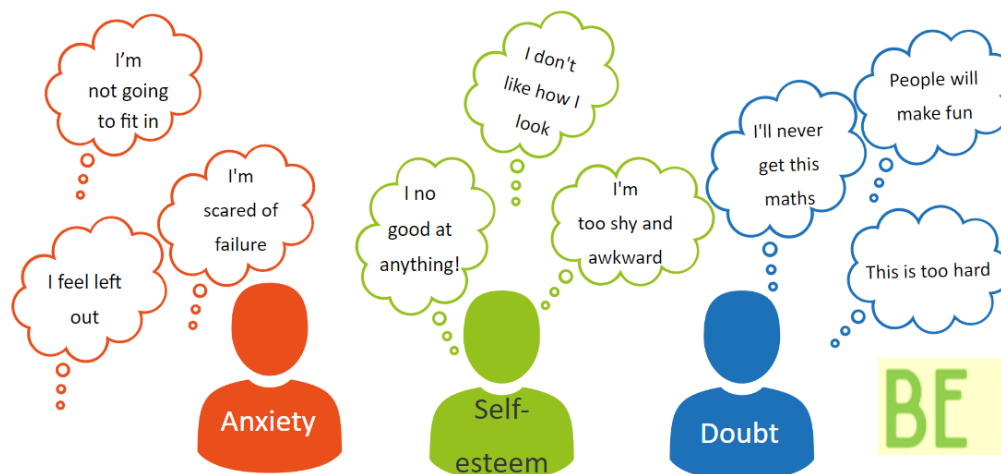 I’m
not going
to fit in
I'm
scared of
failure
I feel left
out
Anxiety
I don't
like how I
look
I no
good at
anything!
I'm
too shy and
awkward
Self-
esteem
People will
make fun
I'll never
get this
maths
This is too hard
Doubt
BE